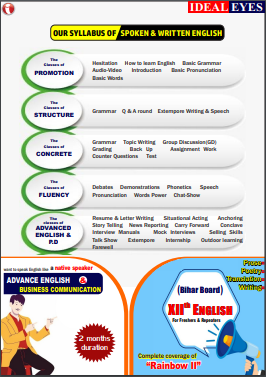 IDEAL EYES
OUR SYLLABUS OF SPOKEN & WRITTEN ENGLISH
The
Classes of
PROMOTION
Hesitation How to learn English Basic Grammar
Audio-Video Introduction Basic Pronunciation
Basic Words
The
Classes of
STRUCTURE
Grammar Q & A round Extempore Writing & Speech
The
Classes of
CONCRETE
Grammar Topic Writing Group Discussion(GD)
Grading Back Up Assignment Work
Counter Questions Test
The
Classes of
FLUENCY
Debates Demonstrations Phonetics Speech
Pronunciation Words Power Chat-Show
The
Classes of
ADVANCED
ENGLISH &
P.D
Resume & Letter Writing Situational Acting Anchoring
Story Telling News Reporting Carry Forward Conclave
Interview Manuals Mock Interviews Selling Skills
Talk Show Extempore Internship Outdoor learning
Farewell
want to speak English like a native speaker
ADVANCE ENGLISH &
BUSINESS COMMUNICATION
2 months
duration
Prose
Poetry
Translation
Writing
(Bihar Board)
XIIth ENGLISH
For Freshers & Repeaters
Complete coverage of
"Rainbow II"